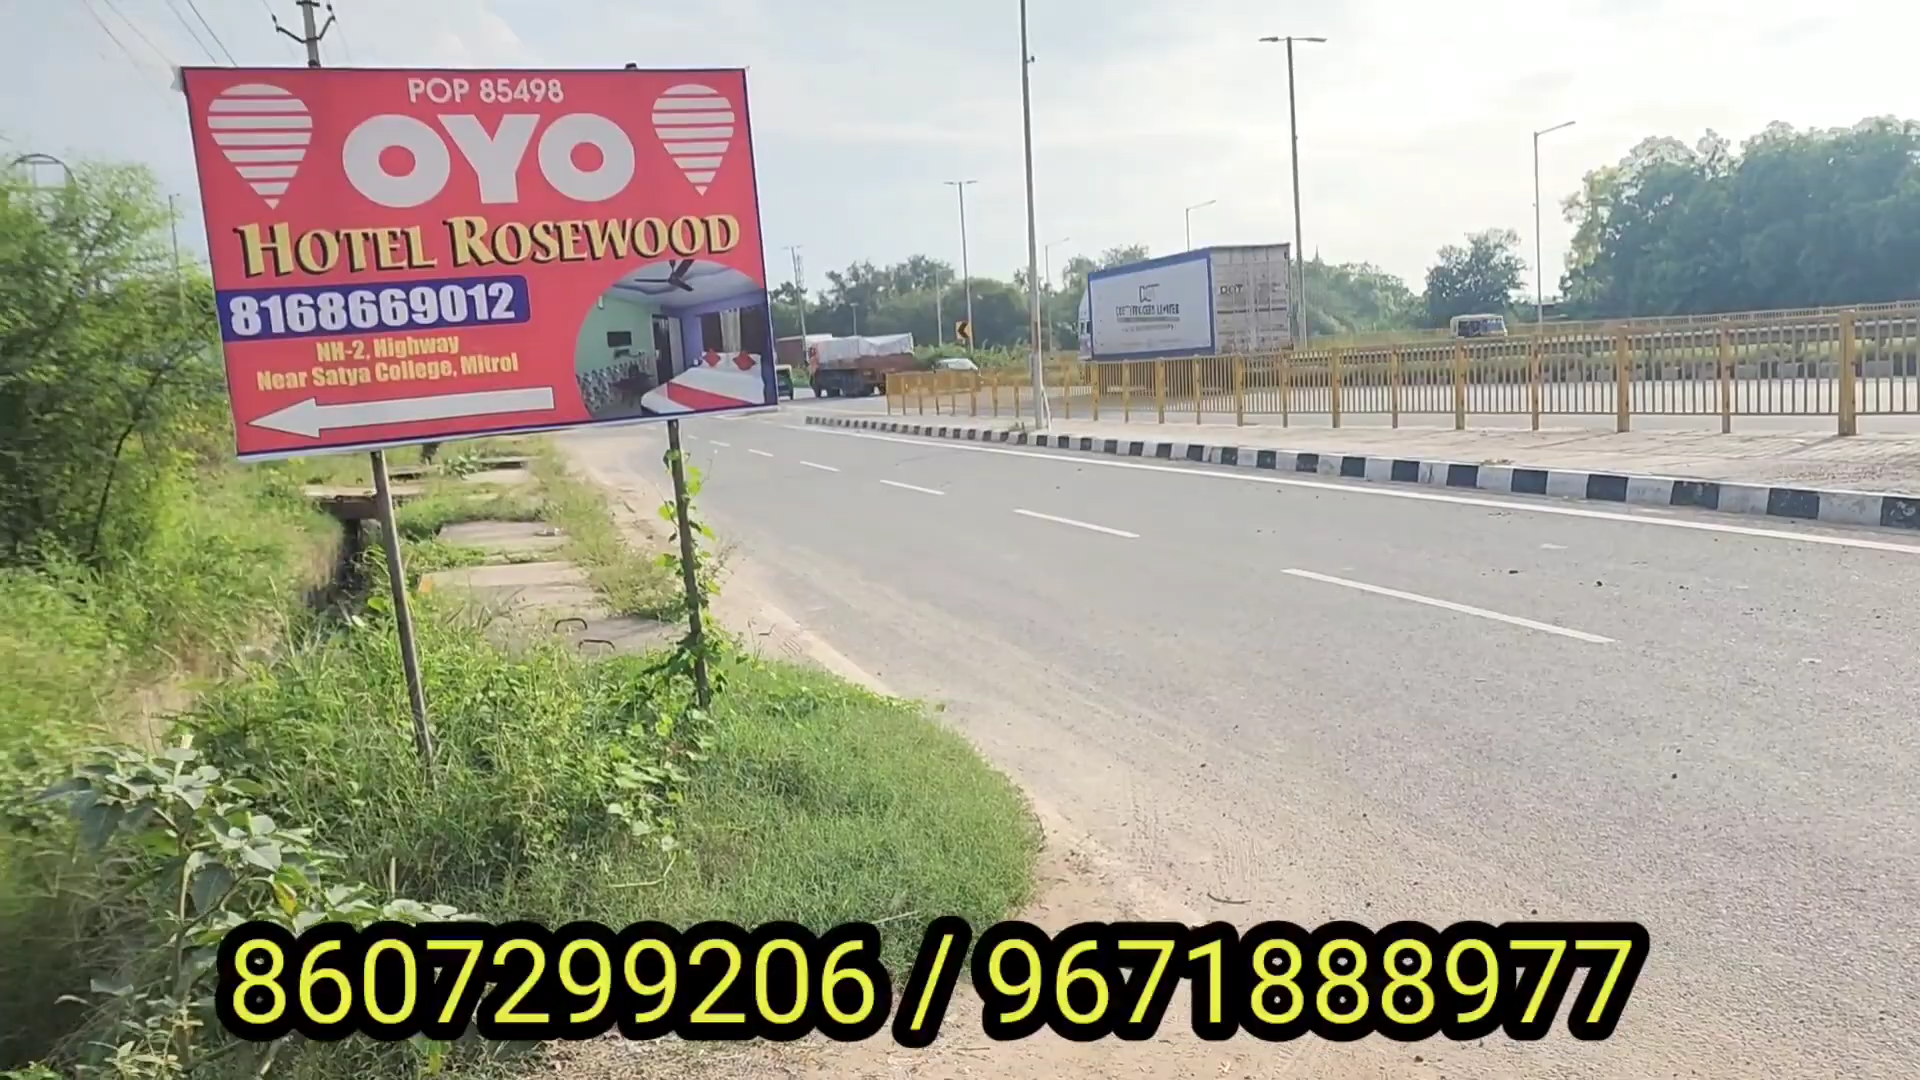 POP 85498
OYO
HOTEL ROSEWOOD
8168669012
NH-2, Highway
Near Satya College, Mitrol
8607299206 / 9671888977